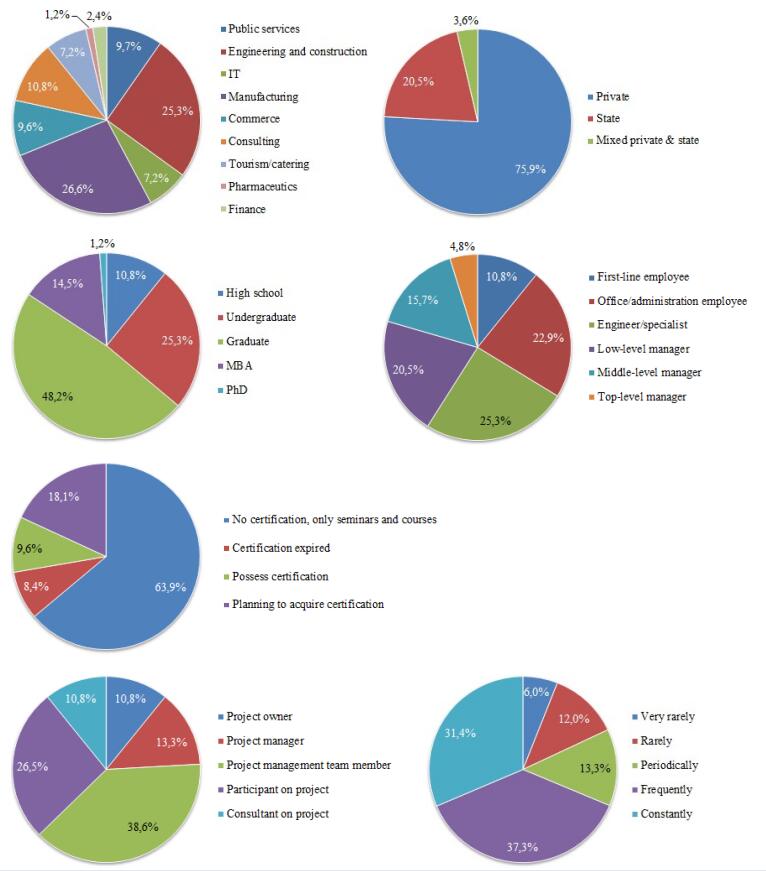 1,2%
2,4%
9,7%
25,3%
7,2%
26,6%
9,6%
10,8%
7,2%
Public services
Engineering and construction
IT
Manufacturing
Commerce
Consulting
Tourism/catering
Pharmaceutics
Finance
3,6%
20,5%
75,9%
Private
State
Mixed private & state
1,2%
10,8%
14,5%
25,3%
48,2%
High school
Undergraduate
Graduate
MBA
PhD
4,8%
10,8%
15,7%
22,9%
20,5%
25,3%
First-line employee
Office/administration employee
Engineer/specialist
Low-level manager
Middle-level manager
Top-level manager
18,1%
9,6%
8,4%
63,9%
No certification, only seminars and courses
Certification expired
Possess certification
Planning to acquire certification
10,8%
10,8%
13,3%
26,5%
38,6%
Project owner
Project manager
Project management team member
Participant on project
Consultant on project
6,0%
12,0%
31,4%
13,3%
37,3%
Very rarely
Rarely
Periodically
Frequently
Constantly